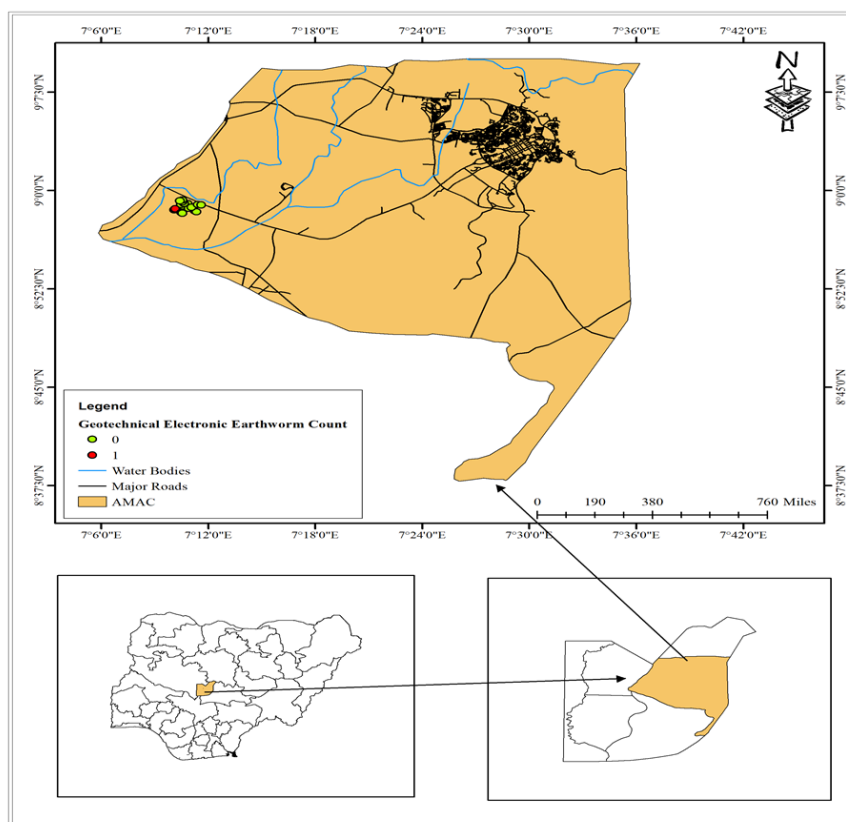 7°6'0"E 7°12'0"E 7°18'0"E 7°24'0"E 7°30'0"E 7°36'0"E 7°42'0"E
N
9°7'30"N 9°7'30"N
9°0'0"N 9°0'0"N
8°52'30"N 8°52'30"N
8°45'0"N 8°45'0"N
8°37'30"N 8°37'30"N
Legend
Geotechnical Electronic Earthworm Count
0
1
Water Bodies
Major Roads
AMAC
0 190 380 760 Miles
7°6'0"E 7°12'0"E 7°18'0"E 7°24'0"E 7°30'0"E 7°36'0"E 7°42'0"E